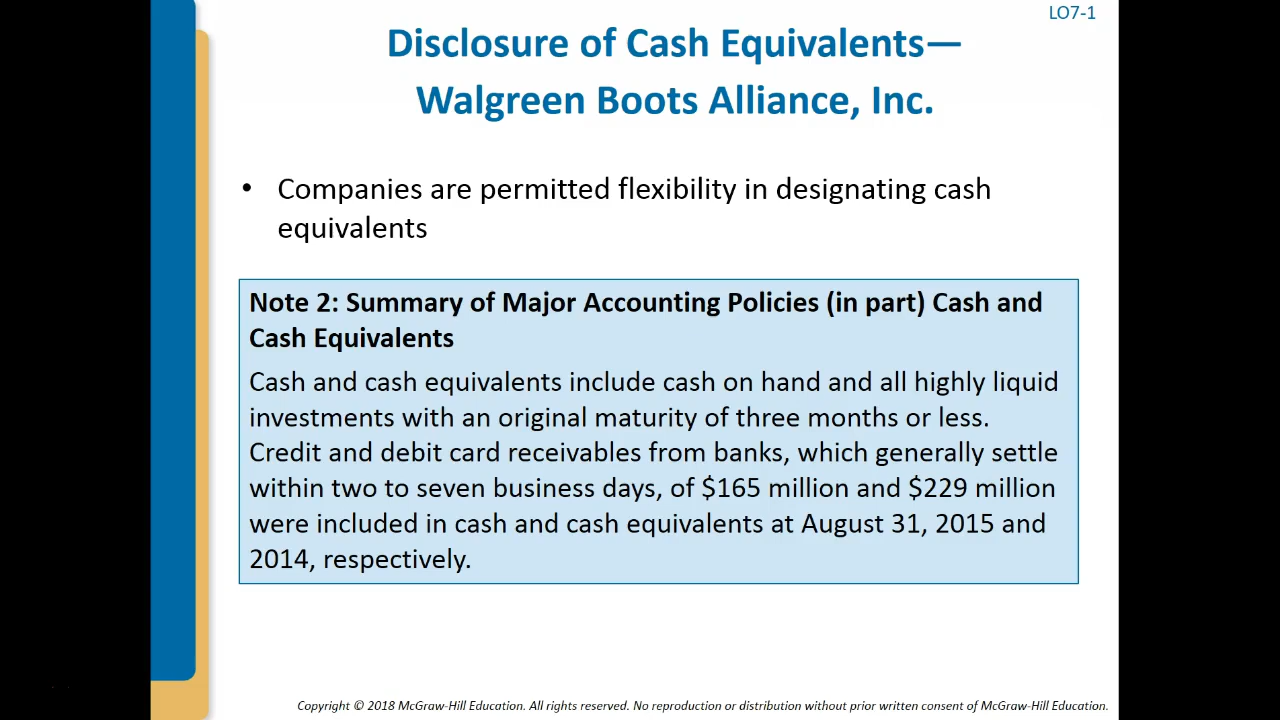 LO7-1
Disclosure of Cash Equivalents—
Walgreen Boots Alliance, Inc.
• Companies are permitted flexibility in designating cash
equivalents
Note 2: Summary of Major Accounting Policies (in part) Cash and
Cash Equivalents
Cash and cash equivalents include cash on hand and all highly liquid
investments with an original maturity of three months or less.
Credit and debit card receivables from banks, which generally settle
within two to seven business days, of $165 million and $229 million
were included in cash and cash equivalents at August 31, 2015 and
2014, respectively.
Copyright © 2018 McGraw-Hill Education. All rights reserved. No reproduction or distribution without prior written consent of McGraw-Hill Education.